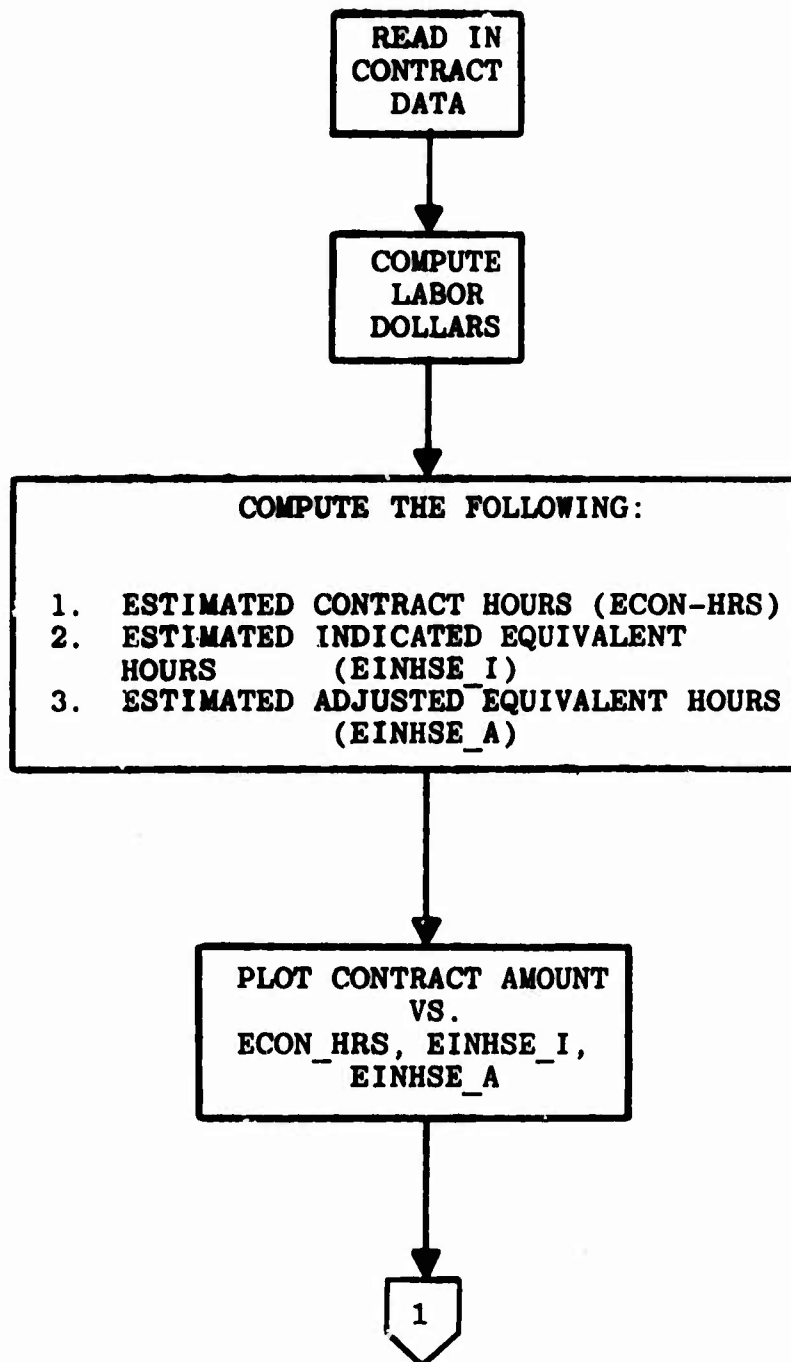 READ IN
CONTRACT
DATA
COMPUTE
LABOR
DOLLARS
COMPUTE THE FOLLOWING:
1. ESTIMATED CONTRACT HOURS (ECON-HRS)
2. ESTIMATED INDICATED EQUIVALENT
HOURS (EINHSE_I)
3. ESTIMATED ADJUSTED EQUIVALENT HOURS
(EINHSE_A)
PLOT CONTRACT AMOUNT
VS.
ECON_HRS, EINHSE_I,
EINHSE_A
1